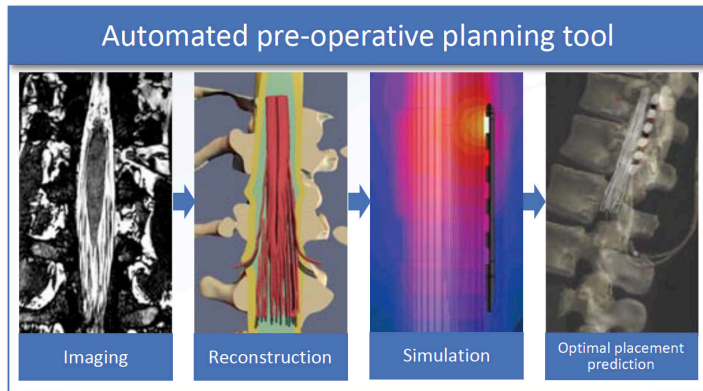 Automated pre-operative planning tool
Imaging
Reconstruction
Simulation
Optimal placement
prediction